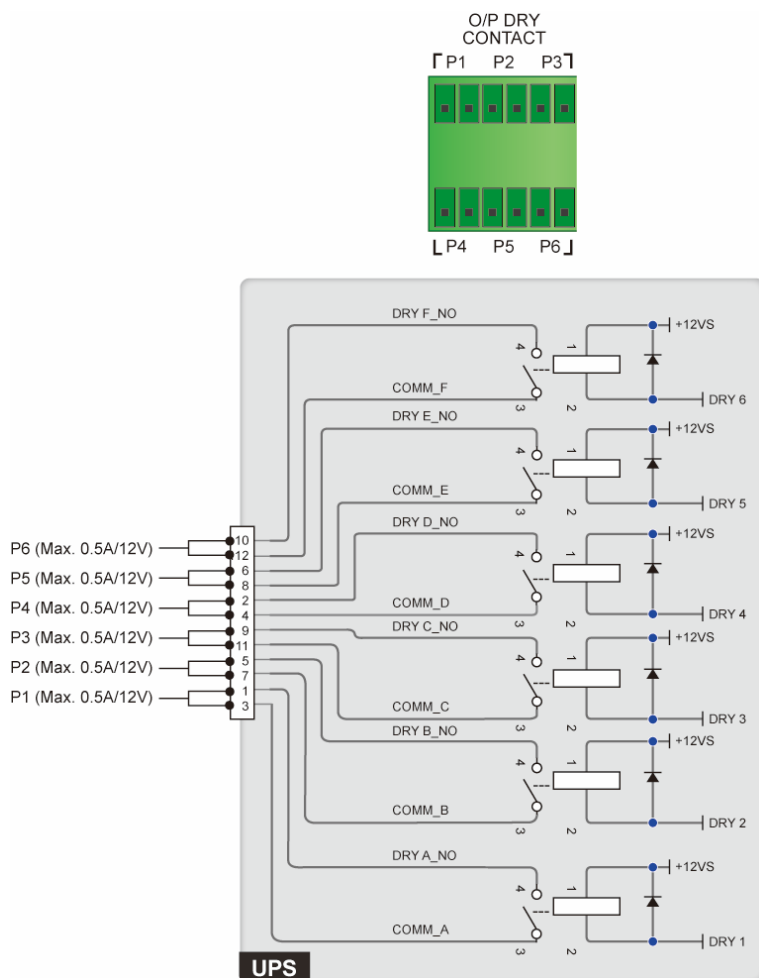 O/P DRY
CONTACT
P1 P2 P3
P4 P5 P6
DRY F_NO
4 1 +12VS
COMM_F
3 2 DRY 6
DRY E_NO
4 1 +12VS
COMM_E
3 2 DRY 5
DRY D_NO
4 1 +12VS
COMM_D
3 2 DRY 4
DRY C_NO
4 1 +12VS
COMM_C
3 2 DRY 3
DRY B_NO
4 1 +12VS
COMM_B
3 2 DRY 2
DRY A_NO
4 1 +12VS
COMM_A
3 2 DRY 1
P6 (Max. 0.5A/12V) 10
12
P5 (Max. 0.5A/12V) 6
8
P4 (Max. 0.5A/12V) 2
4
P3 (Max. 0.5A/12V) 9
11
P2 (Max. 0.5A/12V) 5
7
P1 (Max. 0.5A/12V) 1
3
UPS